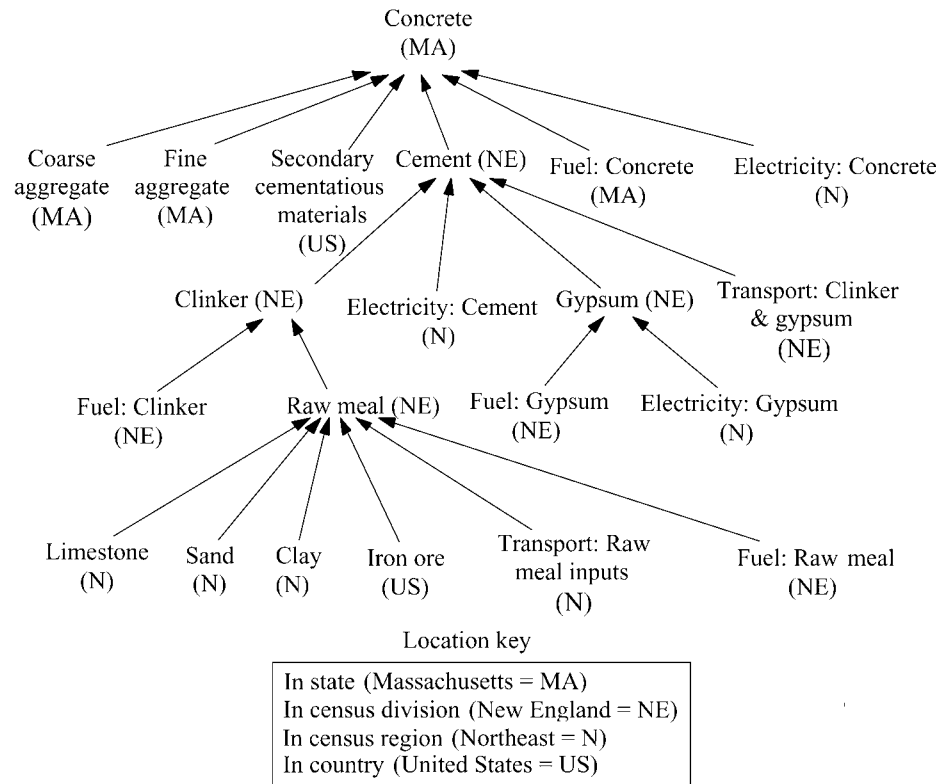 Concrete
(MA)
Coarse
aggregate
(MA)
Fine
aggregate
(MA)
Secondary
cementatious
materials
(US)
Cement (NE)
Fuel: Concrete
(MA)
Electricity: Concrete
(N)
Clinker (NE)
Electricity: Cement
(N)
Gypsum (NE)
Transport: Clinker
& gypsum
(NE)
Fuel: Clinker
(NE)
Raw meal (NE)
Fuel: Gypsum
(NE)
Electricity: Gypsum
(N)
Limestone
(N)
Sand
(N)
Clay
(N)
Iron ore
(US)
Transport: Raw
meal inputs
(N)
Fuel: Raw meal
(NE)
Location key
In state (Massachusetts = MA)
In census division (New England = NE)
In census region (Northeast = N)
In country (United States = US)